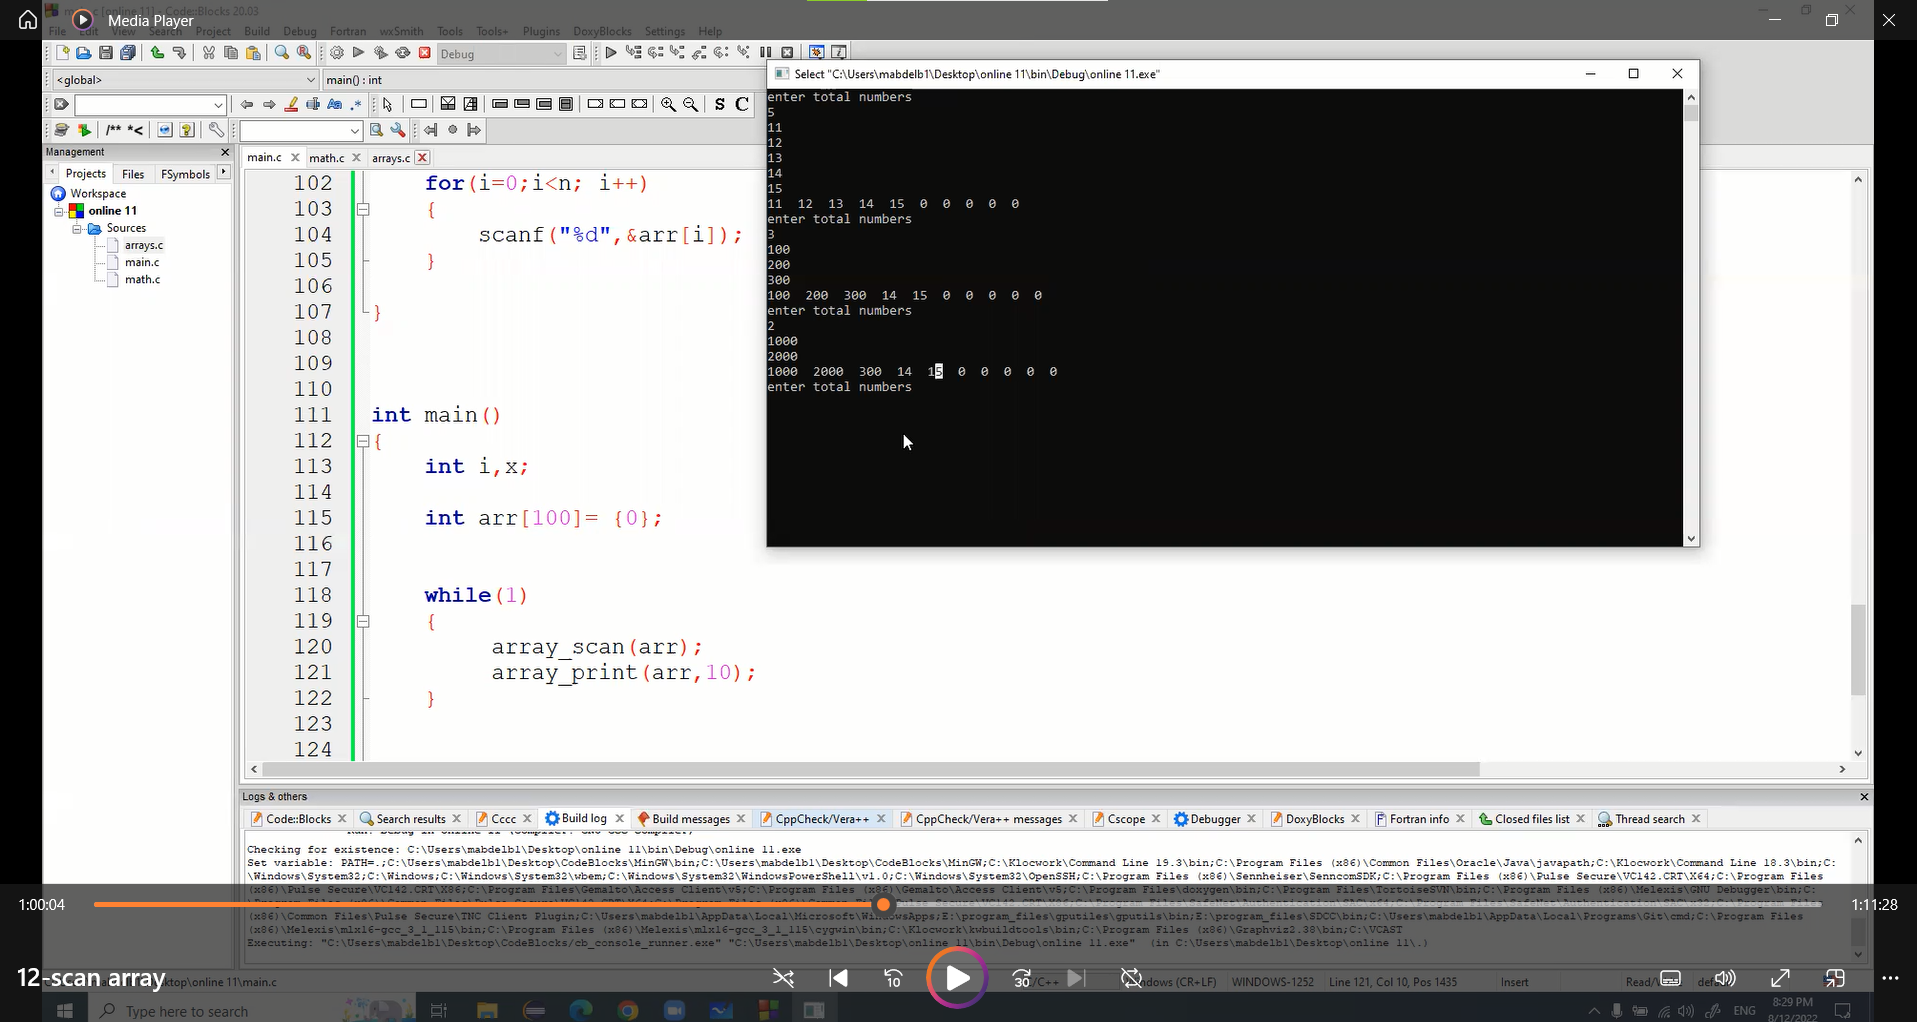 main.c [online 11] - Code::Blocks 20.03
Media Player
File Edit View Search Project Build Debug Fortran wxSmith Tools Tools+ Plugins DoxyBlocks Settings Help
Debug
<global>
main() : int
S C
/** *<
Management
Projects Files FSymbols
Workspace
online 11
Sources
arrays.c
main.c
math.c
main.c math.c arrays.c
102 for(i=0;i<n; i++)
103 {
104 scanf("%d",&arr[i]);
105 }
106
107 }
108
109
110
111 int main()
112 {
113 int i,x;
114
115 int arr[100]= {0};
116
117
118 while(1)
119 {
120 array_scan(arr);
121 array_print(arr,10);
122 }
123
124
Select "C:\Users\mabdelb1\Desktop\online 11\bin\Debug\online 11.exe"
enter total numbers
5
11
12
13
14
15
11 12 13 14 15 0 0 0 0 0
enter total numbers
3
100
200
300
100 200 300 14 15 0 0 0 0 0
enter total numbers
2
1000
2000
1000 2000 300 14 15 0 0 0 0 0
enter total numbers
Logs & others
Code::Blocks Search results Cccc Build log Build messages CppCheck/Vera++ CppCheck/Vera++ messages Cscope Debugger DoxyBlocks Fortran info Closed files list Thread search
Checking for existence: C:\Users\mabdelb1\Desktop\online 11\bin\Debug\online 11.exe
Set variable: PATH=.;C:\Users\mabdelb1\Desktop\CodeBlocks\MinGW\bin;C:\Users\mabdelb1\Desktop\CodeBlocks\MinGW;C:\Klocwork\Command Line 19.3\bin;C:\Program Files (x86)\Common Files\Oracle\Java\javapath;C:\Klocwork\Command Line 18.3\bin;C:
\Windows\System32;C:\Windows;C:\Windows\System32\wbem;C:\Windows\System32\WindowsPowerShell\v1.0;C:\Windows\System32\OpenSSH;C:\Program Files (x86)\Sennheiser\SenncomSDK;C:\Program Files (x86)\Pulse Secure\VC142.CRT\X64;C:\Program Files
(x86)\Pulse Secure\VC142.CRT\X86;C:\Program Files\Gemalto\Access Client\v5;C:\Program Files (x86)\Gemalto\Access Client\v5;C:\Program Files\doxygen\bin;C:\Program Files\TortoiseSVN\bin;C:\Program Files (x86)\Melexis\GNU Debugger\bin;C:
(x86)\Common Files\Pulse Secure\TNC Client Plugin;C:\Users\mabdelb1\AppData\Local\Microsoft\WindowsApps;E:\program_files\gputils\gputils\bin;E:\program_files\SDCC\bin;C:\Users\mabdelb1\AppData\Local\Programs\Git\cmd;C:\Program Files
(x86)\Melexis\mlx16-gcc_3_1_115\bin;C:\Program Files (x86)\Melexis\mlx16-gcc_3_1_115\cygwin\bin;C:\Klocwork\kwbuildtools\bin;C:\Program Files (x86)\Graphviz2.38\bin;C:\VCAST
Executing: "C:\Users\mabdelb1\Desktop\CodeBlocks/cb_console_runner.exe" "C:\Users\mabdelb1\Desktop\online 11\bin\Debug\online 11.exe" (in C:\Users\mabdelb1\Desktop\online 11\.)
1:00:04
1:11:28
12-scan array
10
30
C/C++ Windows (CR+LF) WINDOWS-1252 Line 121, Col 10, Pos 1435 Insert
Type here to search
ENG
8:29 PM
8/12/2022